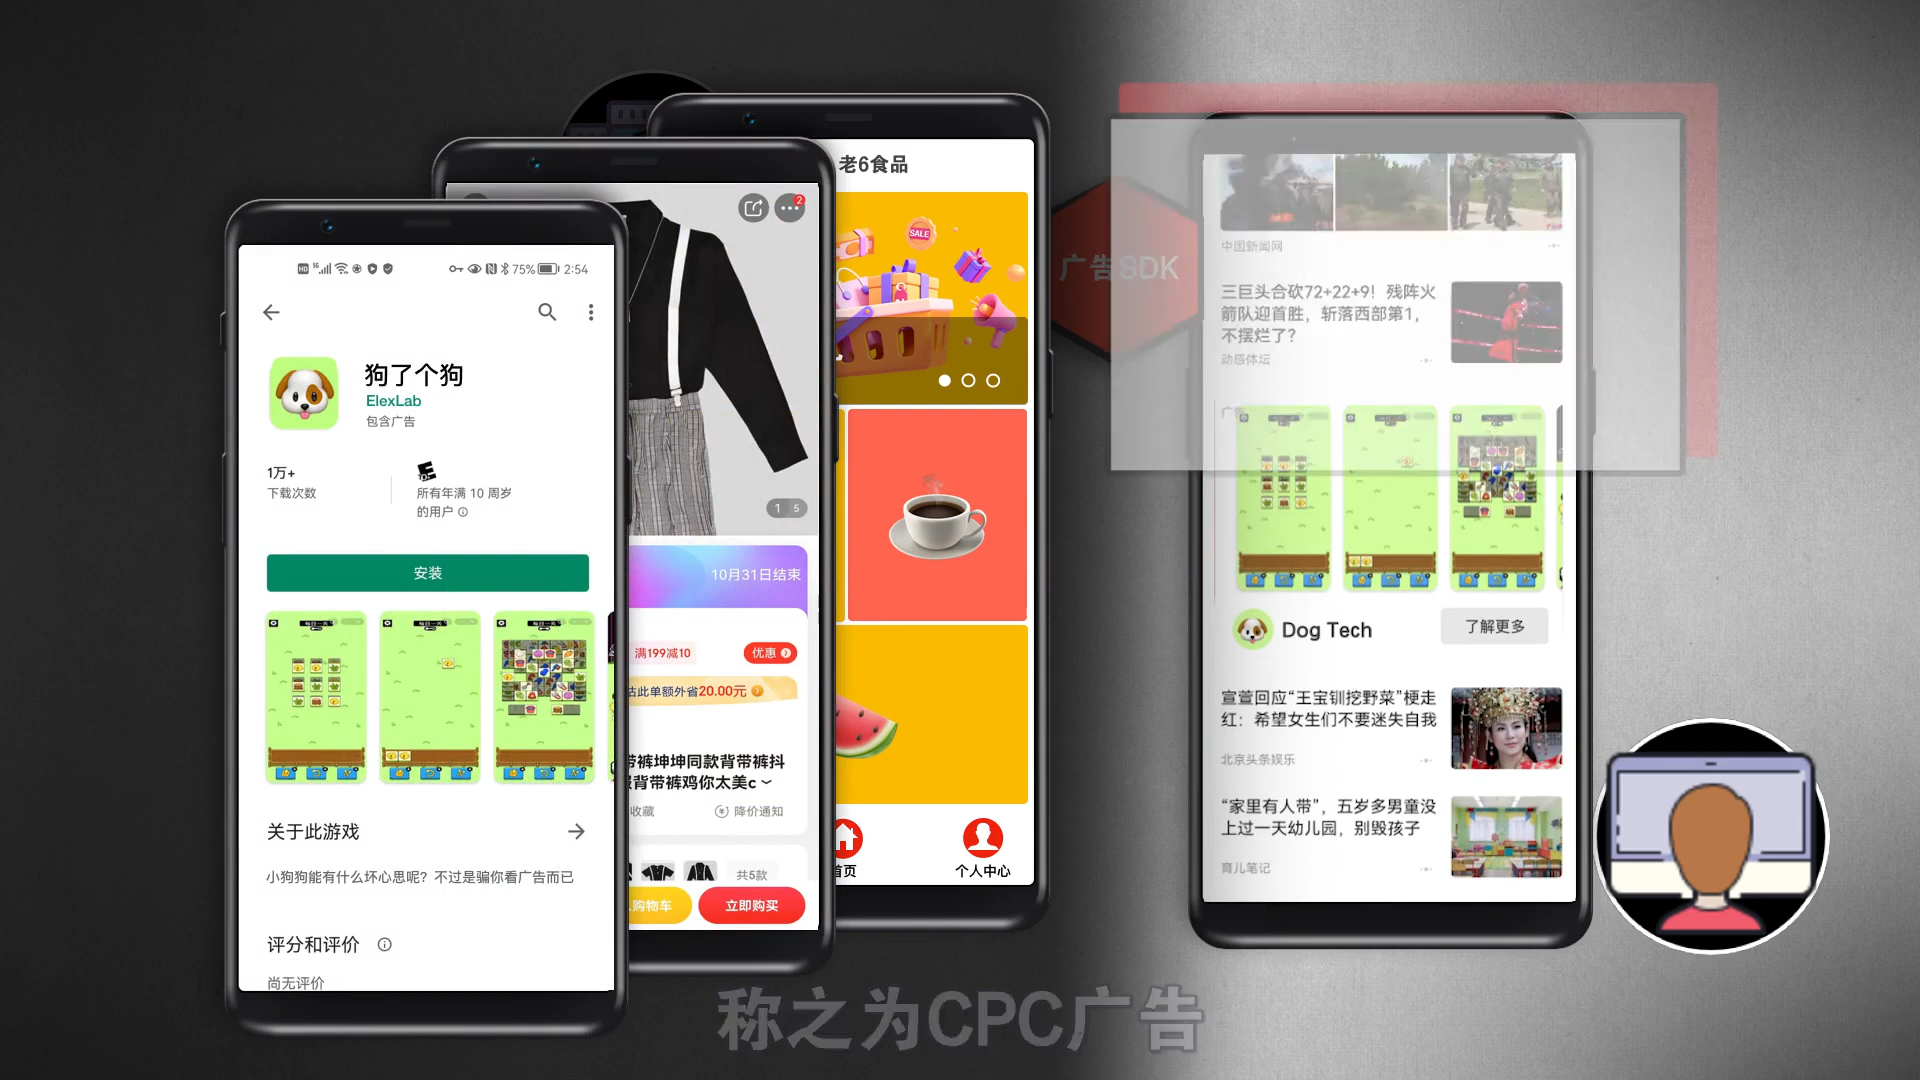 HD
5G
75%
2:54
狗了个狗
ElexLab
包含广告
1万+
下载次数
所有年满 10 周岁
的用户
安装
关于此游戏
小狗狗能有什么坏心思呢？不过是骗你看广告而已
评分和评价
尚无评价
2
1
5
10月31日结束
满199减10
优惠
估此单额外省20.00元
带裤坤坤同款背带裤抖
背带裤鸡你太美c
收藏
降价通知
共5款
购物车
立即购买
老6食品
SALE
首页
个人中心
广告SDK
中国新闻网
三巨头合砍72+22+9！残阵火
箭队迎首胜，斩落西部第1，
不摆烂了？
动感体坛
广告
Dog Tech
了解更多
宣萱回应“王宝钏挖野菜”梗走
红：希望女生们不要迷失自我
北京头条娱乐
“家里有人带”，五岁多男童没
上过一天幼儿园，别毁孩子
育儿笔记
称之为CPC广告